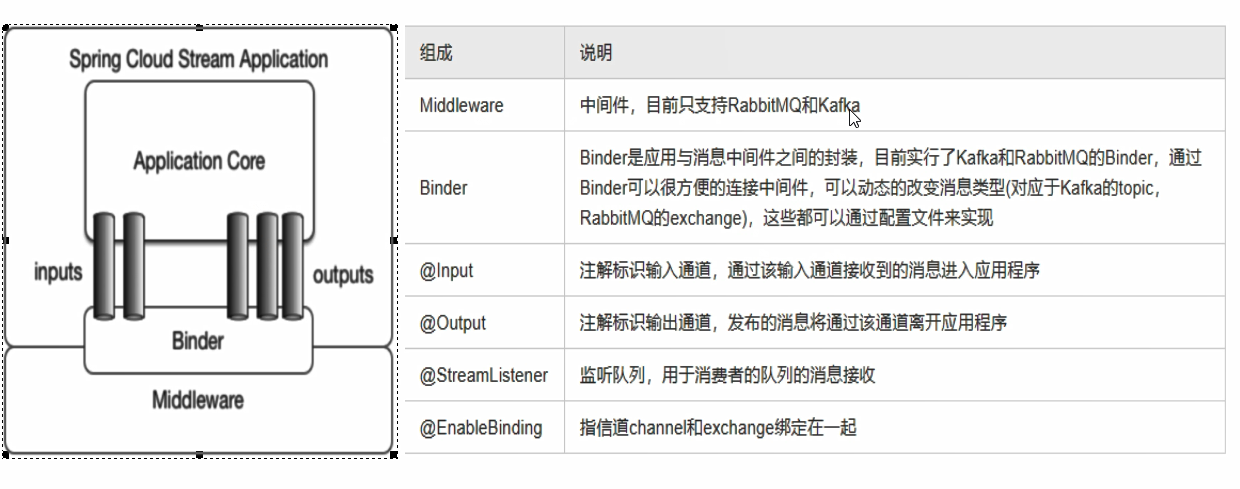 Spring Cloud Stream Application
Application Core
inputs
outputs
Binder
Middleware
组成 说明
Middleware 中间件，目前只支持RabbitMQ和Kafka
Binder Binder是应用与消息中间件之间的封装，目前实行了Kafka和RabbitMQ的Binder，通过
Binder可以很方便的连接中间件，可以动态的改变消息类型(对应于Kafka的topic，
RabbitMQ的exchange)，这些都可以通过配置文件来实现
@Input 注解标识输入通道，通过该输入通道接收到的消息进入应用程序
@Output 注解标识输出通道，发布的消息将通过该通道离开应用程序
@StreamListener 监听队列，用于消费者的队列的消息接收
@EnableBinding 指信道channel和exchange绑定在一起